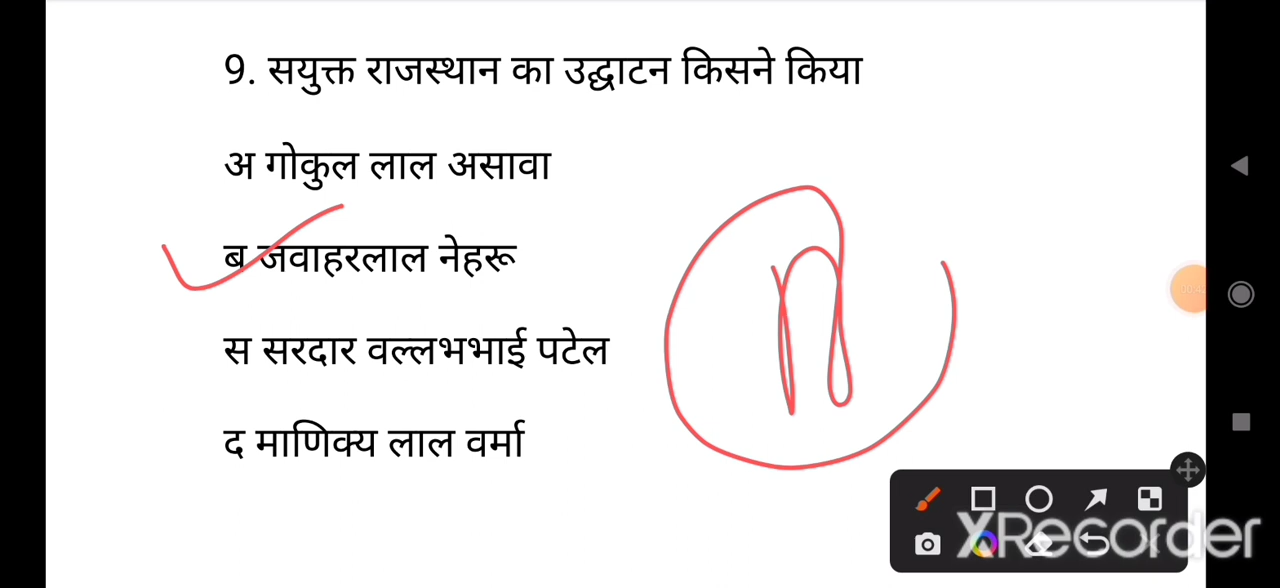 9. सयुक्त राजस्थान का उद्घाटन किसने किया
अ गोकुल लाल असावा
ब जवाहरलाल नेहरू
स सरदार वल्लभभाई पटेल
द माणिक्य लाल वर्मा
XRecorder